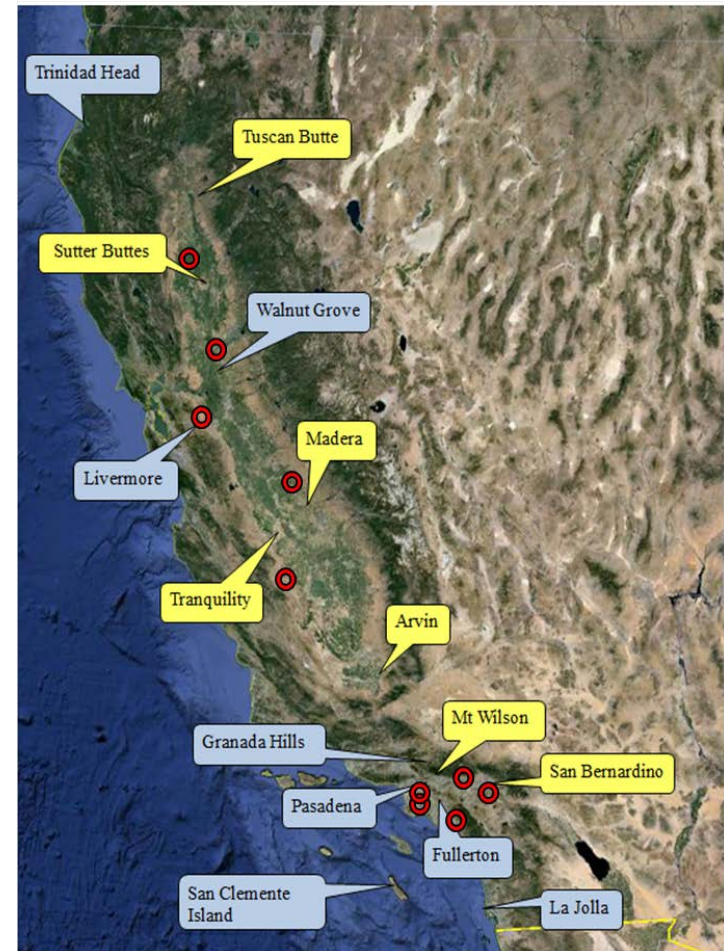 Trinidad Head
Tuscan Butte
Sutter Buttes
Walnut Grove
Madera
Livermore
Tranquility
Arvin
Mt Wilson
Granada Hills
San Bernardino
Pasadena
Fullerton
San Clemente
Island
La Jolla